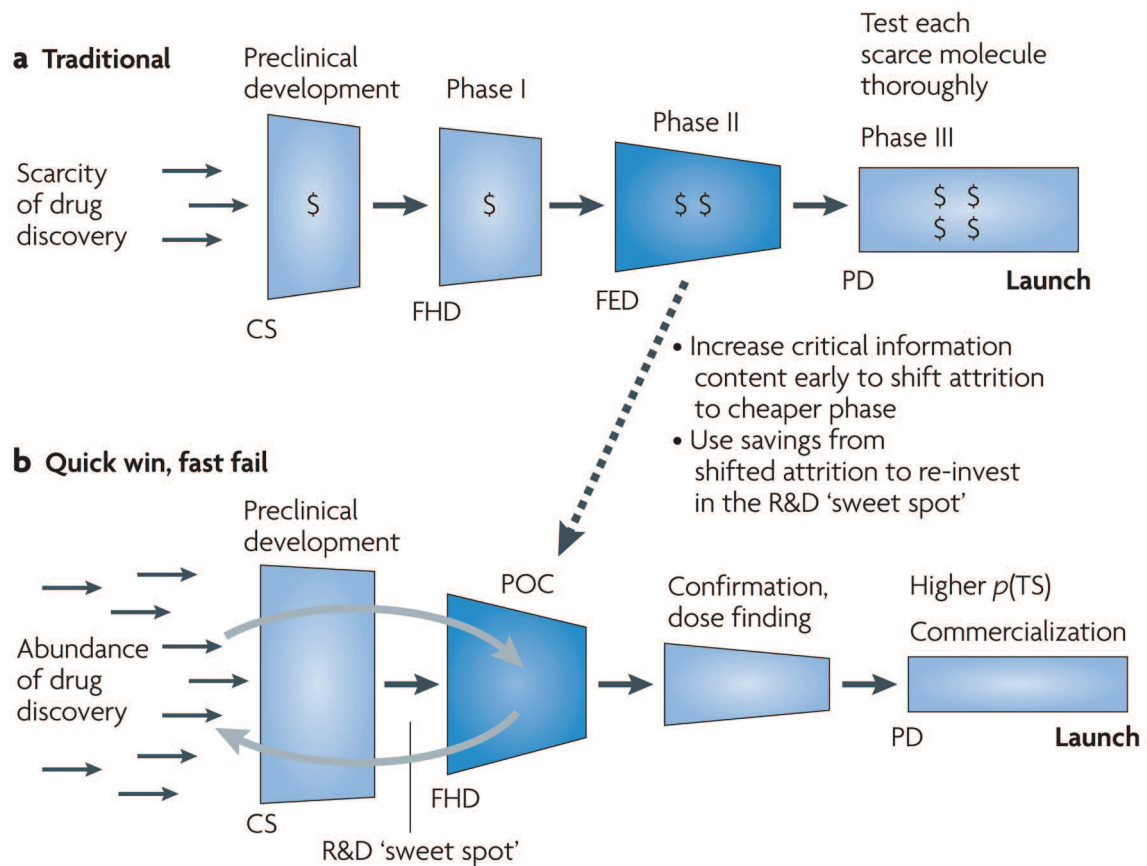 a Traditional
Preclinical
development
Phase I
Phase II
Test each
scarce molecule
thoroughly
Phase III
Scarcity
of drug
discovery
$
$
$ $
$ $
$ $
CS
FHD
FED
PD
Launch
• Increase critical information
content early to shift attrition
to cheaper phase
• Use savings from
shifted attrition to re-invest
in the R&D ‘sweet spot’
b Quick win, fast fail
Preclinical
development
POC
Confirmation,
dose finding
Higher p(TS)
Commercialization
Abundance
of drug
discovery
CS
FHD
PD
Launch
R&D ‘sweet spot’